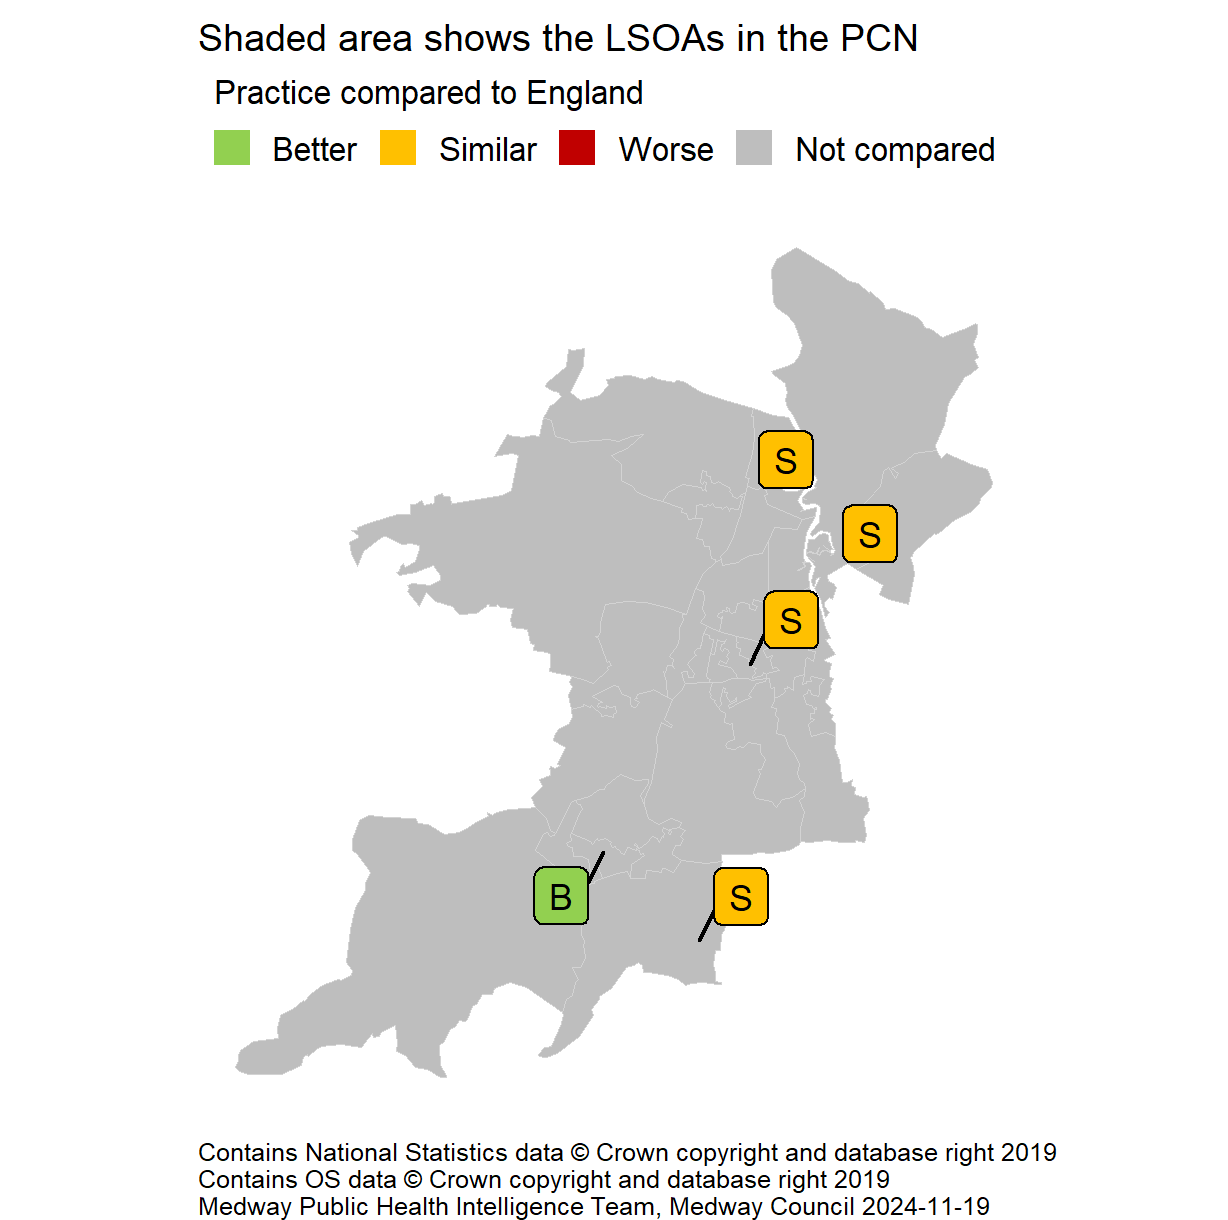 Shaded area shows the LSOAs in the PCN
Practice compared to England
Better Similar Worse Not compared
S
S
S
B
S
Contains National Statistics data © Crown copyright and database right 2019
Contains OS data © Crown copyright and database right 2019
Medway Public Health Intelligence Team, Medway Council 2024-11-19